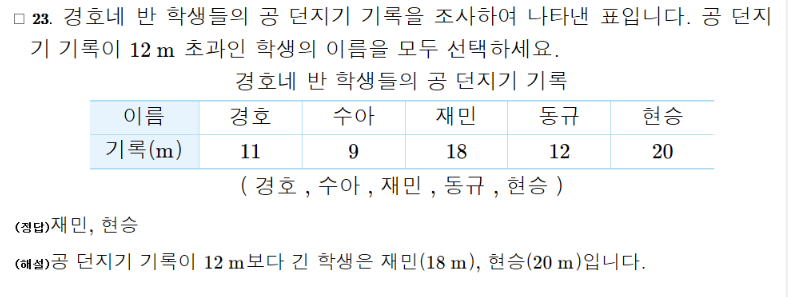 □ 23. 경호네 반 학생들의 공 던지기 기록을 조사하여 나타낸 표입니다. 공 던지
기 기록이 12 m 초과인 학생의 이름을 모두 선택하세요.
경호네 반 학생들의 공 던지기 기록
이름 경호 수아 재민 동규 현승
기록(m) 11 9 18 12 20
( 경호 , 수아 , 재민 , 동규 , 현승 )
(정답)재민, 현승
(해설)공 던지기 기록이 12 m보다 긴 학생은 재민(18 m), 현승(20 m)입니다.